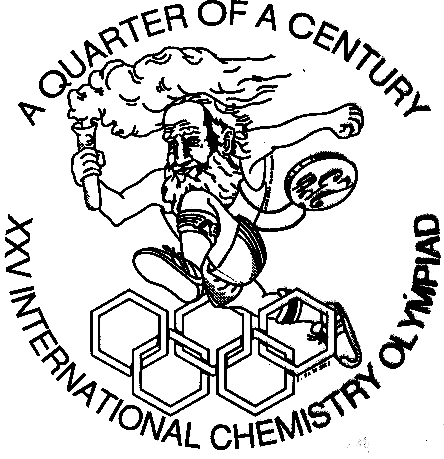 A QUARTER OF A CENTURY
XXV INTERNATIONAL CHEMISTRY OLYMPIAD